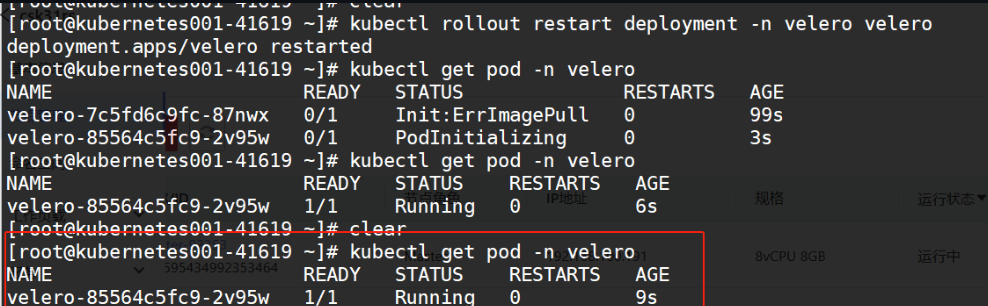 clear
[root@kubernetes001-41619 ~]# kubectl rollout restart deployment -n velero velero
deployment.apps/velero restarted
[root@kubernetes001-41619 ~]# kubectl get pod -n velero
NAME READY STATUS RESTARTS AGE
velero-7c5fd6c9fc-87nwx 0/1 Init:ErrImagePull 0 99s
velero-85564c5fc9-2v95w 0/1 PodInitializing 0 3s
[root@kubernetes001-41619 ~]# kubectl get pod -n velero
NAME READY STATUS RESTARTS AGE
IP地址 规格 运行状态
velero-85564c5fc9-2v95w 1/1 Running 0 6s
[root@kubernetes001-41619 ~]# clear
[root@kubernetes001-41619 ~]# kubectl get pod -n velero
8vCPU 8GB 运行中
595434992353464
NAME READY STATUS RESTARTS AGE
velero-85564c5fc9-2v95w 1/1 Running 0 9s